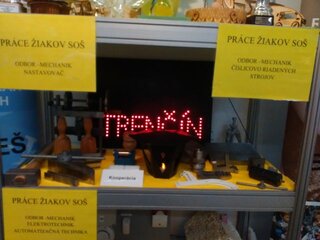 PRÁCE ŽIAKOV SOŠ
ODBOR -MECHANIK
NASTAVOVAČ
PRÁCE ŽIAKOV SOŠ
ODBOR -MECHANIK
ČÍSLICOVO RIADENÝCH
STROJOV
TRENČÍN
Kooperácia
PRÁCE ŽIAKOV SOŠ
ODBOR -MECHANIK
ELEKTROTECHNIK
AUTOMATIZAČNÁ TECHNIKA